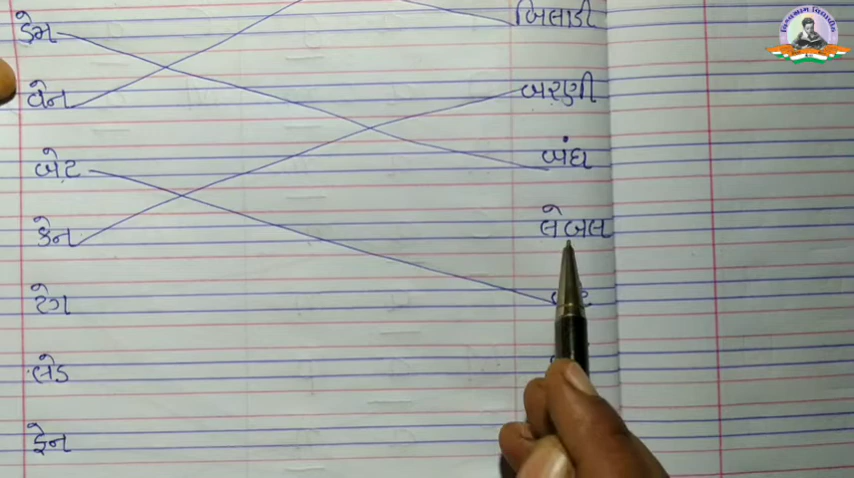 ડેમ બિલાડી
વેન બરણી
બેટ બંધ
કેન લેબલ
ટેગ
લેડ
ફેન